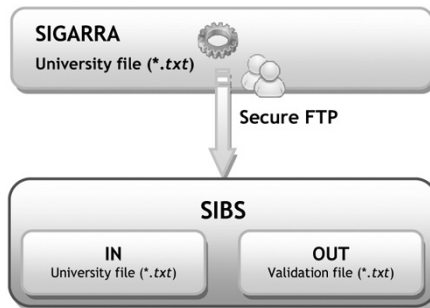 SIGARRA
University file (*.txt)
Secure FTP
SIBS
IN
University file (*.txt)
OUT
Validation file (*.txt)